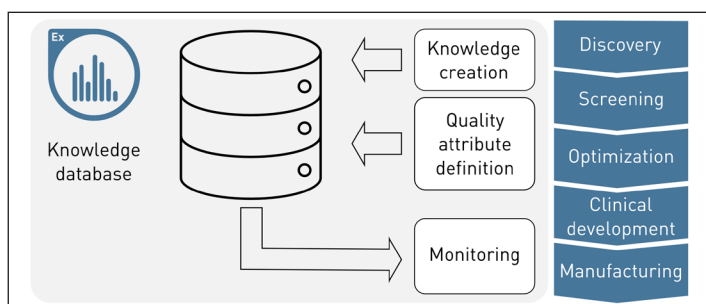 Ex
Knowledge
database
Knowledge
creation
Quality
attribute
definition
Monitoring
Discovery
Screening
Optimization
Clinical
development
Manufacturing